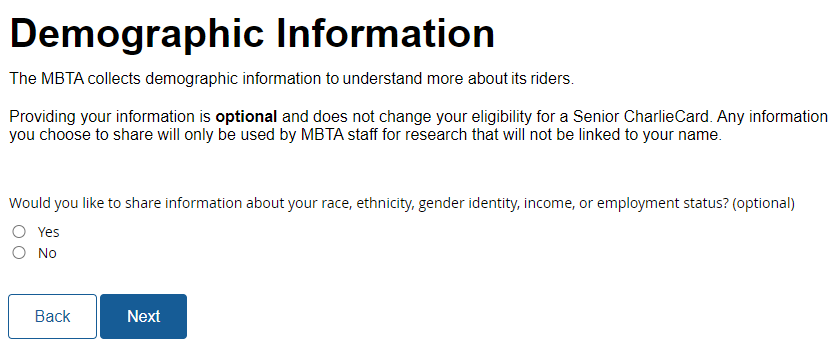 Demographic Information
The MBTA collects demographic information to understand more about its riders.
Providing your information is optional and does not change your eligibility for a Senior CharlieCard. Any information
you choose to share will only be used by MBTA staff for research that will not be linked to your name.
Would you like to share information about your race, ethnicity, gender identity, income, or employment status? (optional)
Yes
No
Back Next